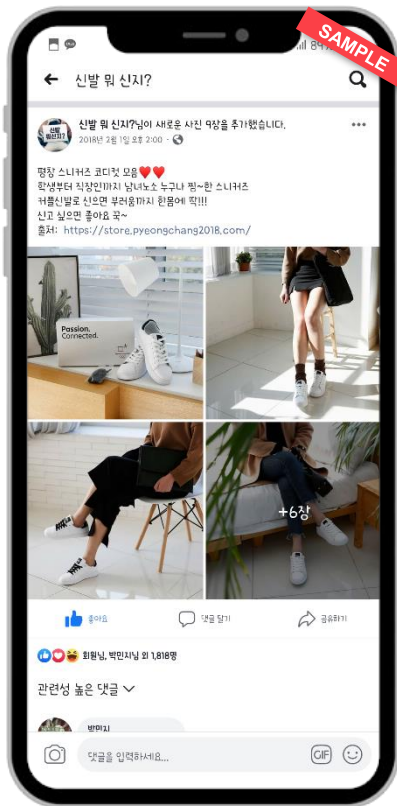 SAMPLE
신발 뭐 신지?
신발 뭐 신지?님이 새로운 사진 9장을 추가했습니다.
2018년 2월 1일 오후 2:00 ·
평창 스니커즈 코디컷 모음❤️❤️
학생부터 직장인까지 남녀노소 누구나 찜~한 스니커즈
커플신발로 신으면 부러움까지 한몸에 팍!!!
신고 싶으면 좋아요 꾹~
출처: https://store.pyeongchang2018.com/
Passion.
Connected.
+6장
좋아요 댓글 달기 공유하기
회원님, 박민지님 외 1,818명
관련성 높은 댓글
박민지
댓글을 입력하세요...
GIF